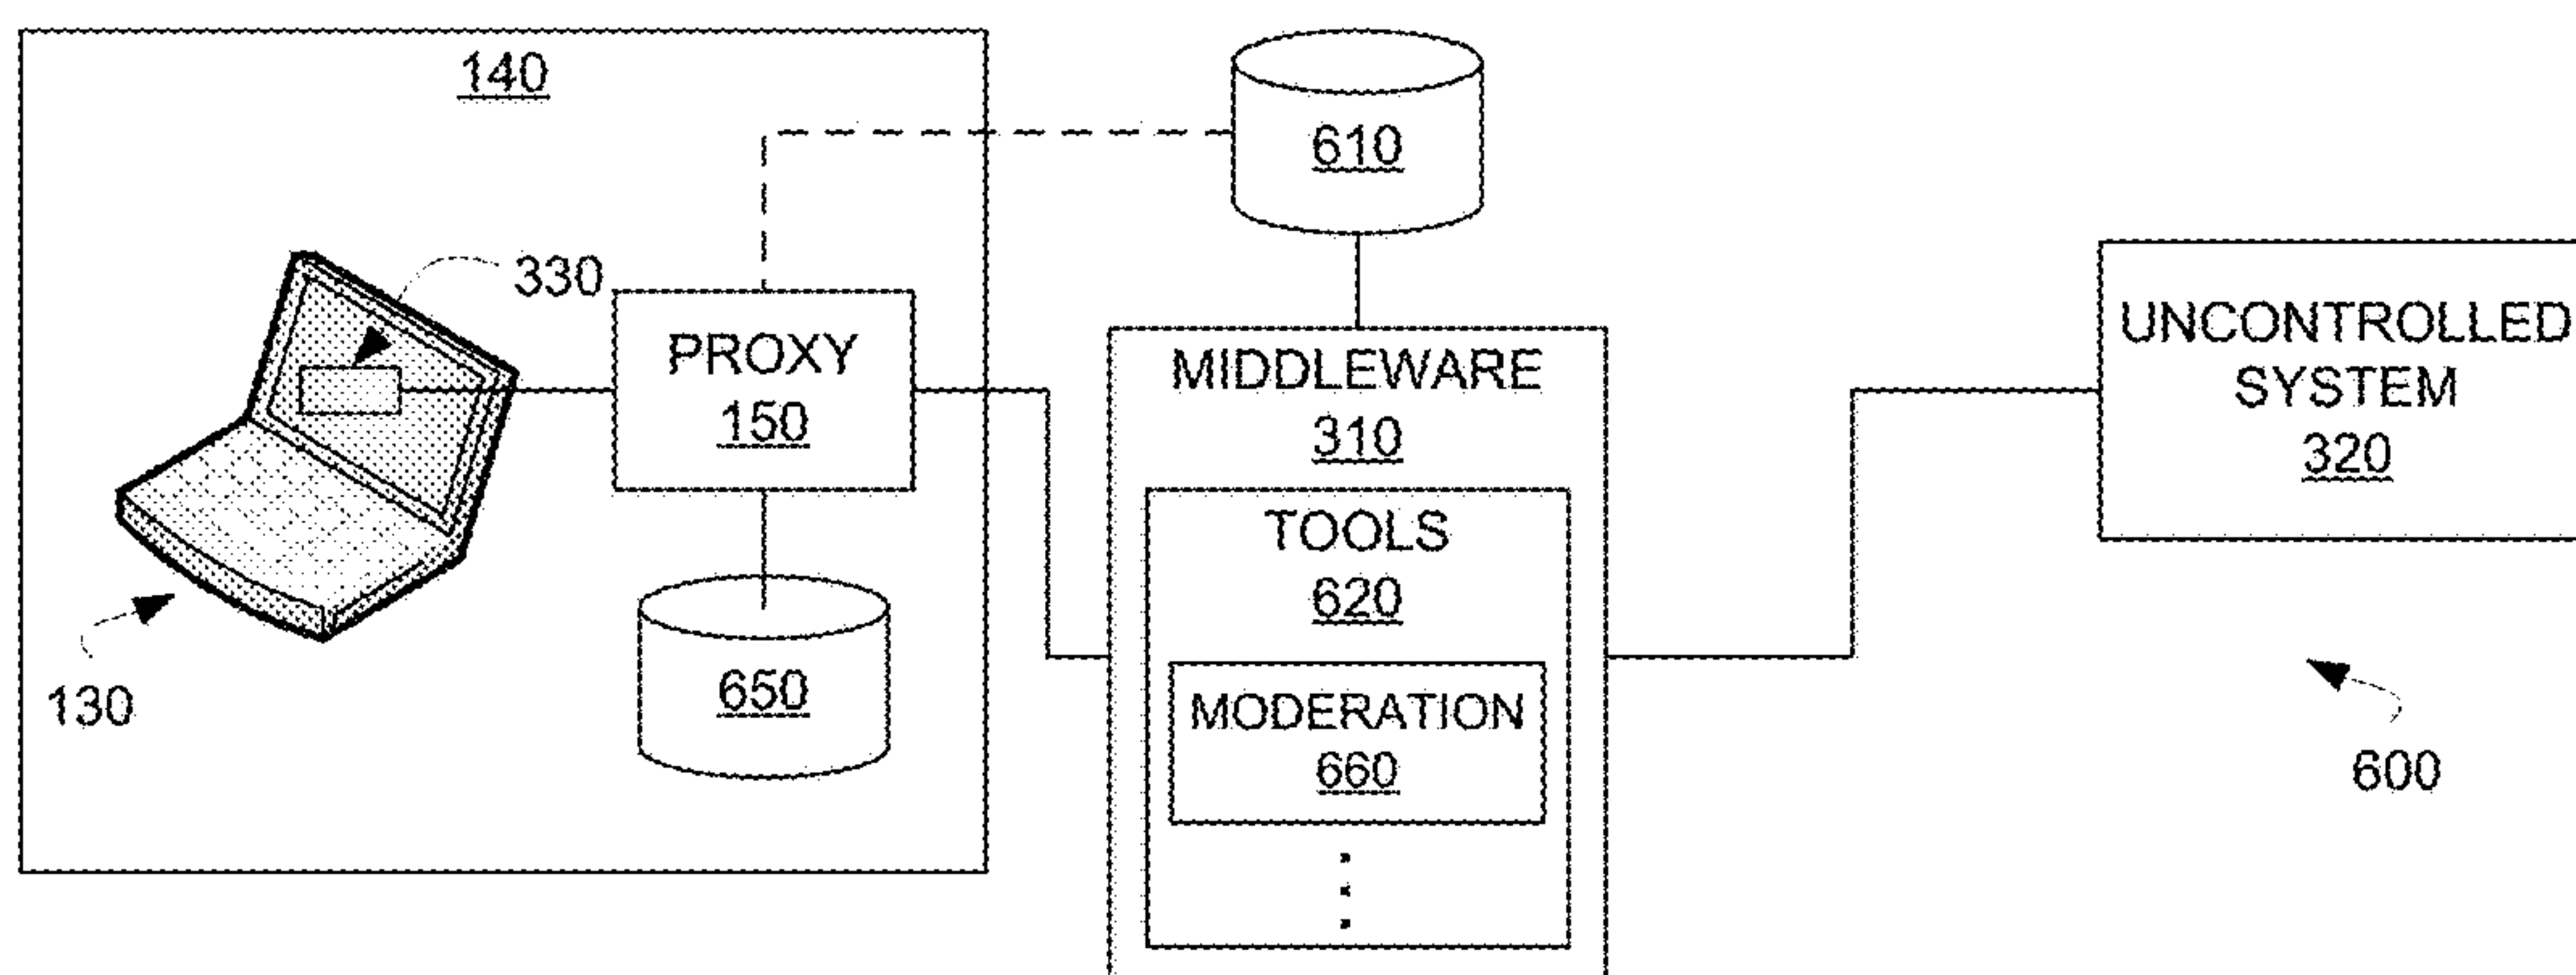 140
610
330
PROXY
150
MIDDLEWARE
310
UNCONTROLLED
SYSTEM
320
TOOLS
620
650
130
MODERATION
660
600